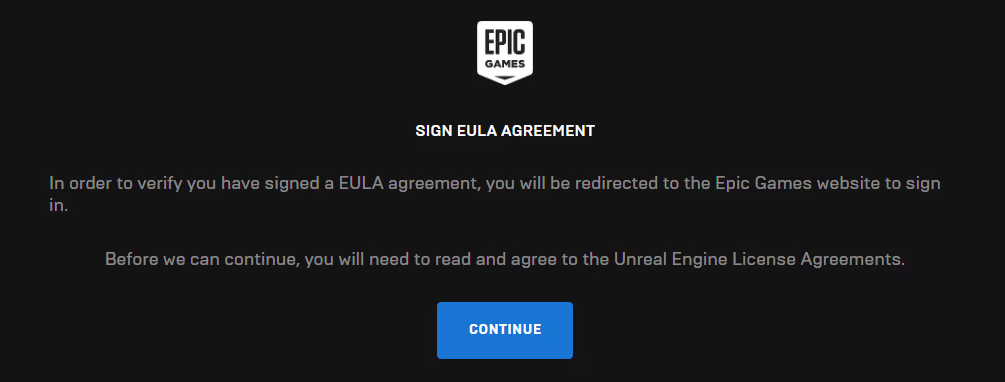 EPIC
GAMES
SIGN EULA AGREEMENT
In order to verify you have signed a EULA agreement, you will be redirected to the Epic Games website to sign
in.
Before we can continue, you will need to read and agree to the Unreal Engine License Agreements.
CONTINUE